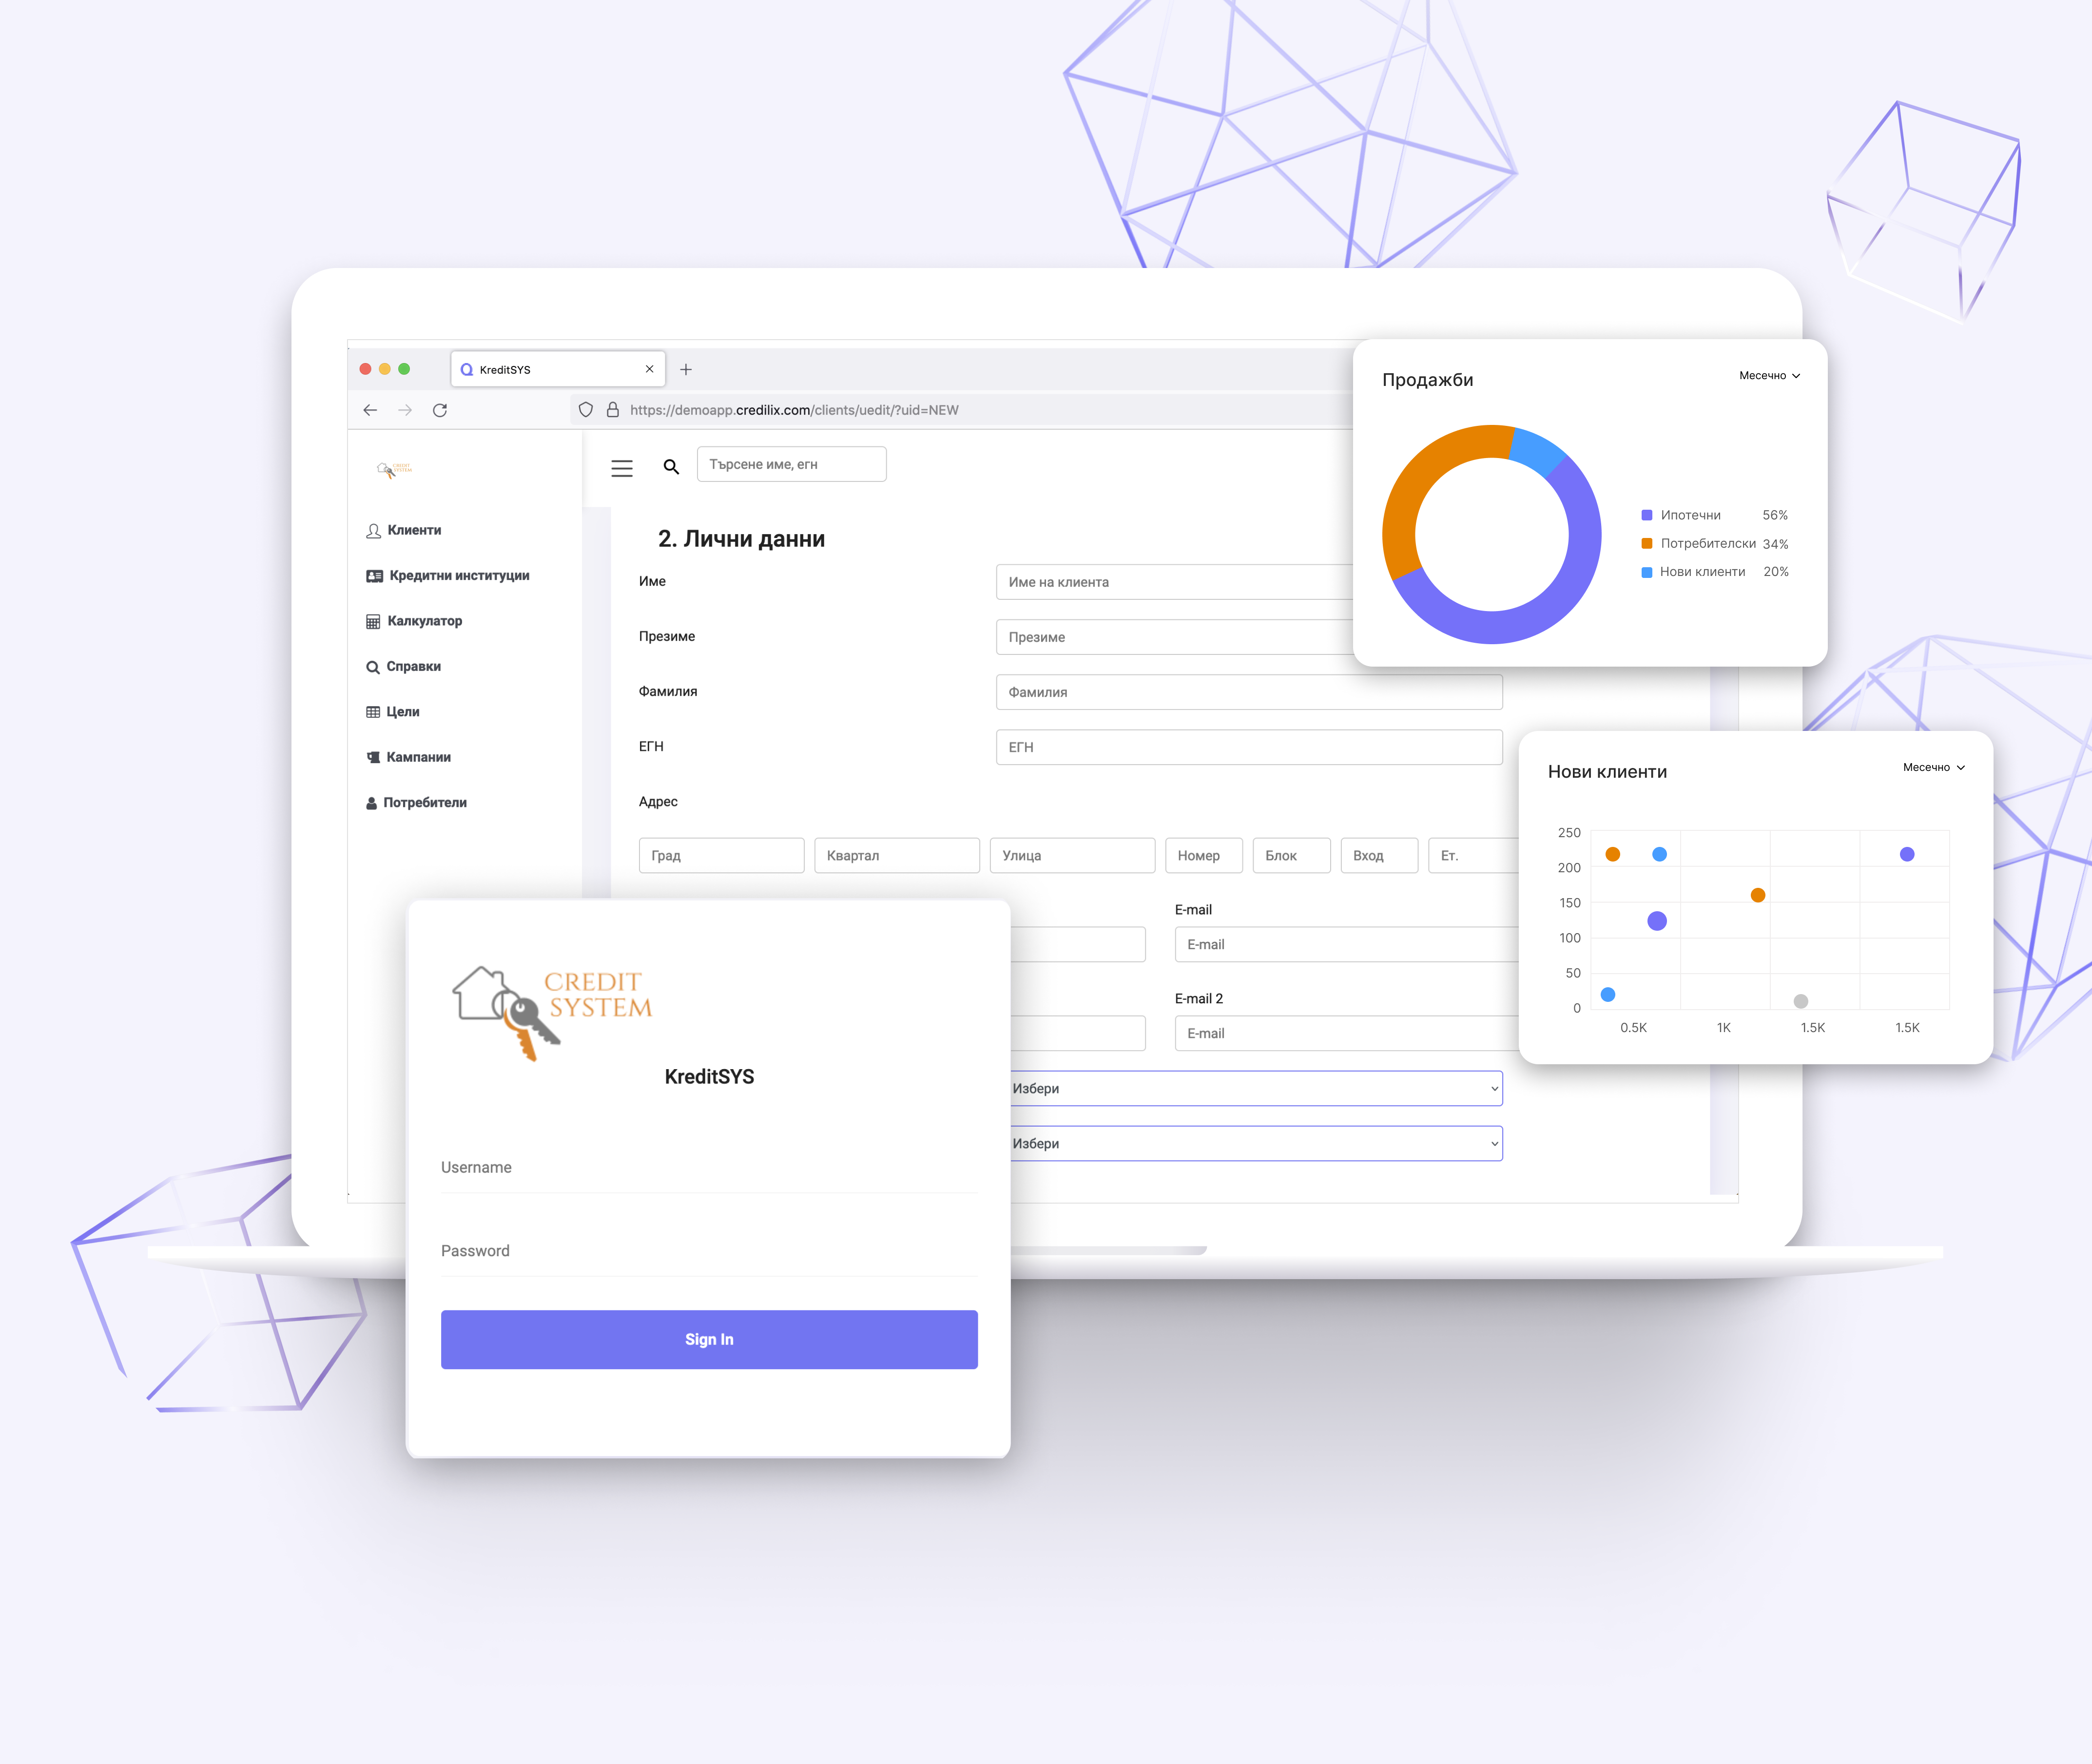 KreditSYS
https://demoapp.credilix.com/clients/uedit/?uid=NEW
CREDIT
SYSTEM
Търсене име, егн
Клиенти
Кредитни институции
Калкулатор
Справки
Цели
Кампании
Потребители
2. Лични данни
Име
Име на клиента
Презиме
Презиме
Фамилия
Фамилия
ЕГН
ЕГН
Адрес
Град Квартал Улица Номер Блок Вход Ет.
E-mail
E-mail
E-mail 2
E-mail
Избери
Избери
Продажби
Месечно
Ипотечни 56%
Потребителски 34%
Нови клиенти 20%
Нови клиенти
Месечно
250
200
150
100
50
0
0.5K 1K 1.5K 1.5K
CREDIT
SYSTEM
KreditSYS
Username
Password
Sign In